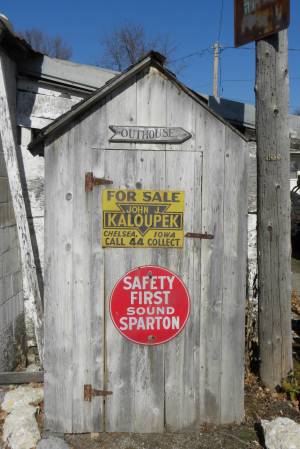 OUTHOUSE
FOR SALE
JOHN J.
KALOUPEK
CHELSEA, IOWA
CALL 44 COLLECT
SAFETY
FIRST
SOUND
SPARTON